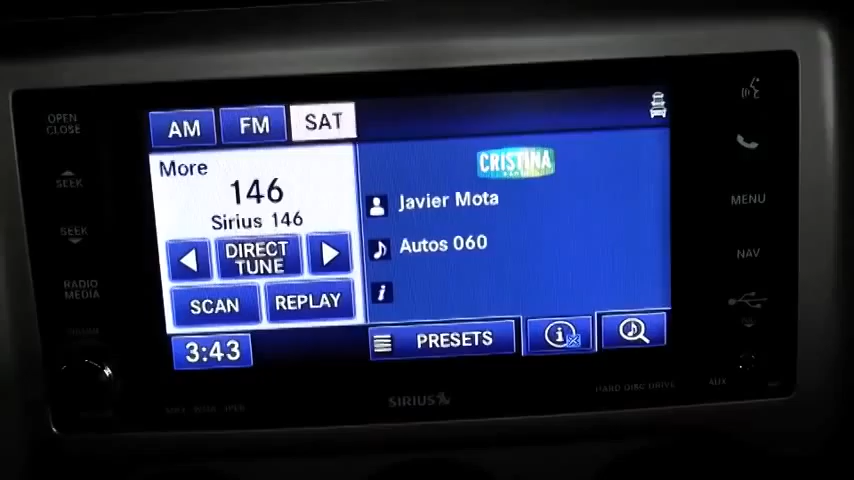 OPEN
CLOSE
SEEK
SEEK
RADIO
MEDIA
AM
FM
SAT
More
146
Sirius 146
DIRECT
TUNE
SCAN
REPLAY
3:43
CRISTINA
Javier Mota
Autos 060
i
PRESETS
i
MENU
NAV
SIRIUS
HARD DISC DRIVE
AUX